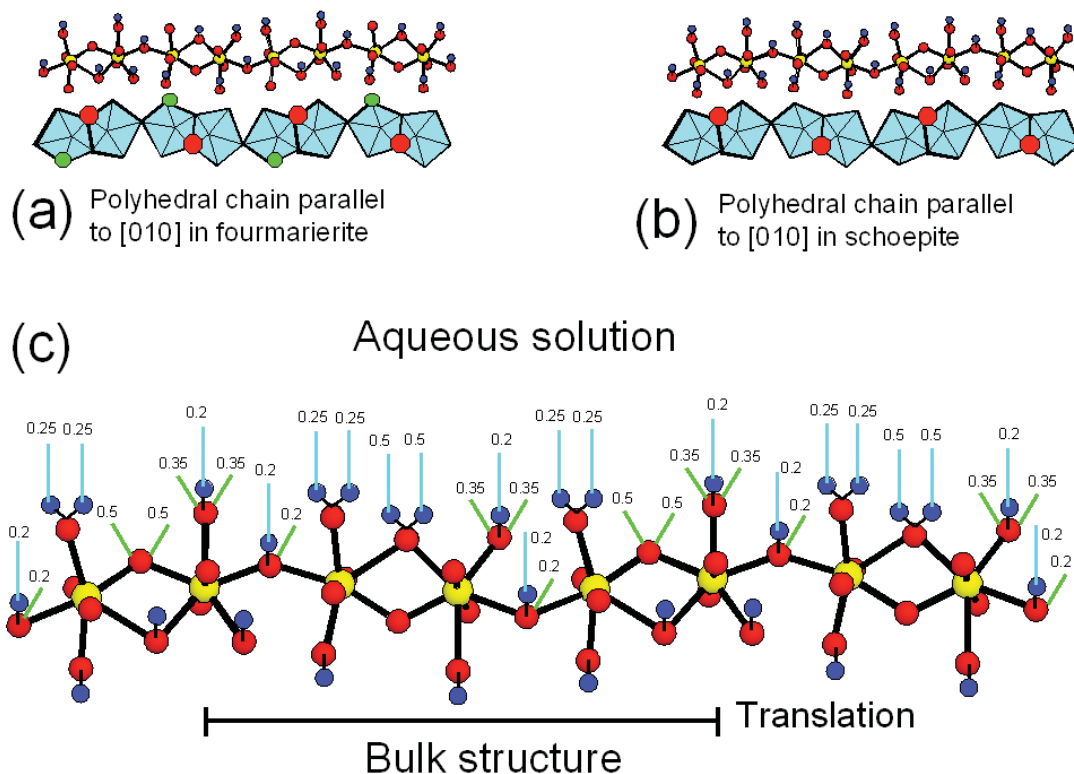 (a) Polyhedral chain parallel
to [010] in fourmarierite
(b) Polyhedral chain parallel
to [010] in schoepite
(c)
Aqueous solution
0.2 0.2
0.25 0.25 0.25 0.25 0.25 0.25 0.25 0.25
0.2 0.2
0.5 0.5 0.5 0.5
0.35 0.35 0.35 0.35 0.35 0.35 0.35 0.35
0.2 0.2
0.2 0.2 0.2 0.2
0.5 0.5 0.5 0.5
0.2 0.2 0.2 0.2 0.2
Translation
Bulk structure